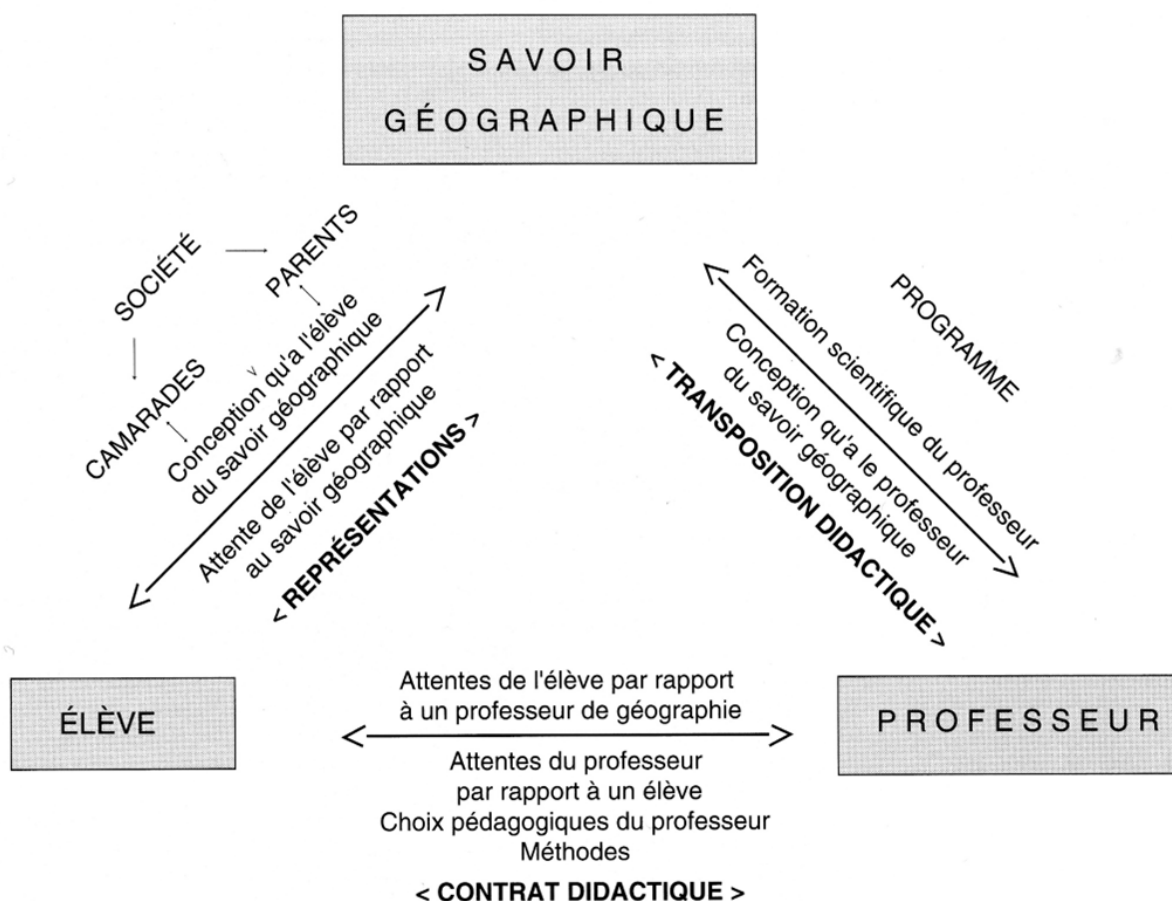 SAVOIR
GÉOGRAPHIQUE
SOCIÉTÉ
PARENTS
CAMARADES
Conception qu'a l'élève
du savoir géographique
Attente de l'élève par rapport
au savoir géographique
< REPRÉSENTATIONS >
PROGRAMME
Formation scientifique du professeur
Conception qu'a le professeur
du savoir géographique
< TRANSPOSITION DIDACTIQUE >
ÉLÈVE
Attentes de l'élève par rapport
à un professeur de géographie
Attentes du professeur
par rapport à un élève
Choix pédagogiques du professeur
Méthodes
< CONTRAT DIDACTIQUE >
PROFESSEUR